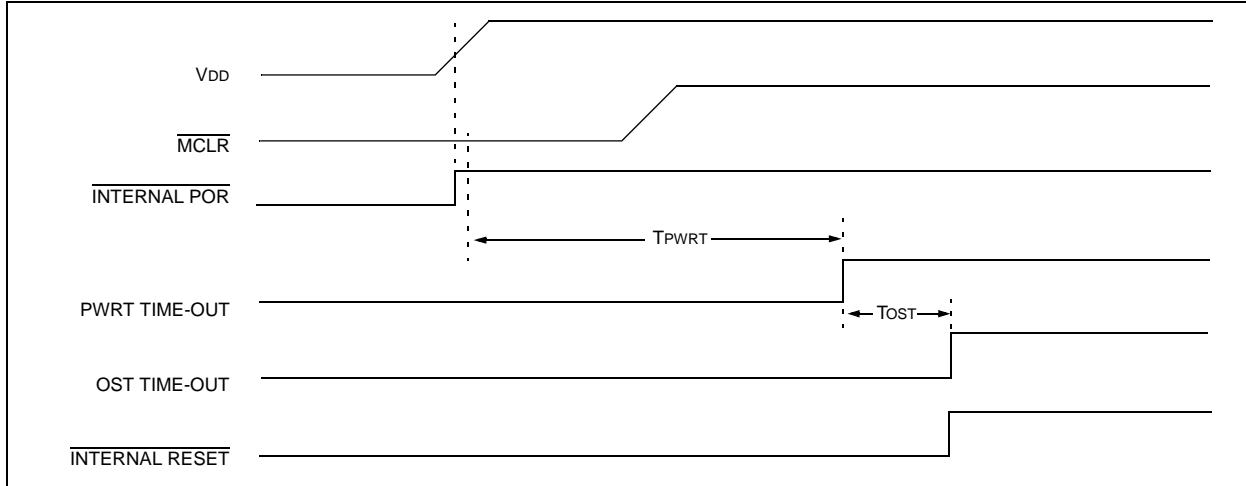 VDD
MCLR
INTERNAL POR
TPWRT
PWRT TIME-OUT
TOST
OST TIME-OUT
INTERNAL RESET